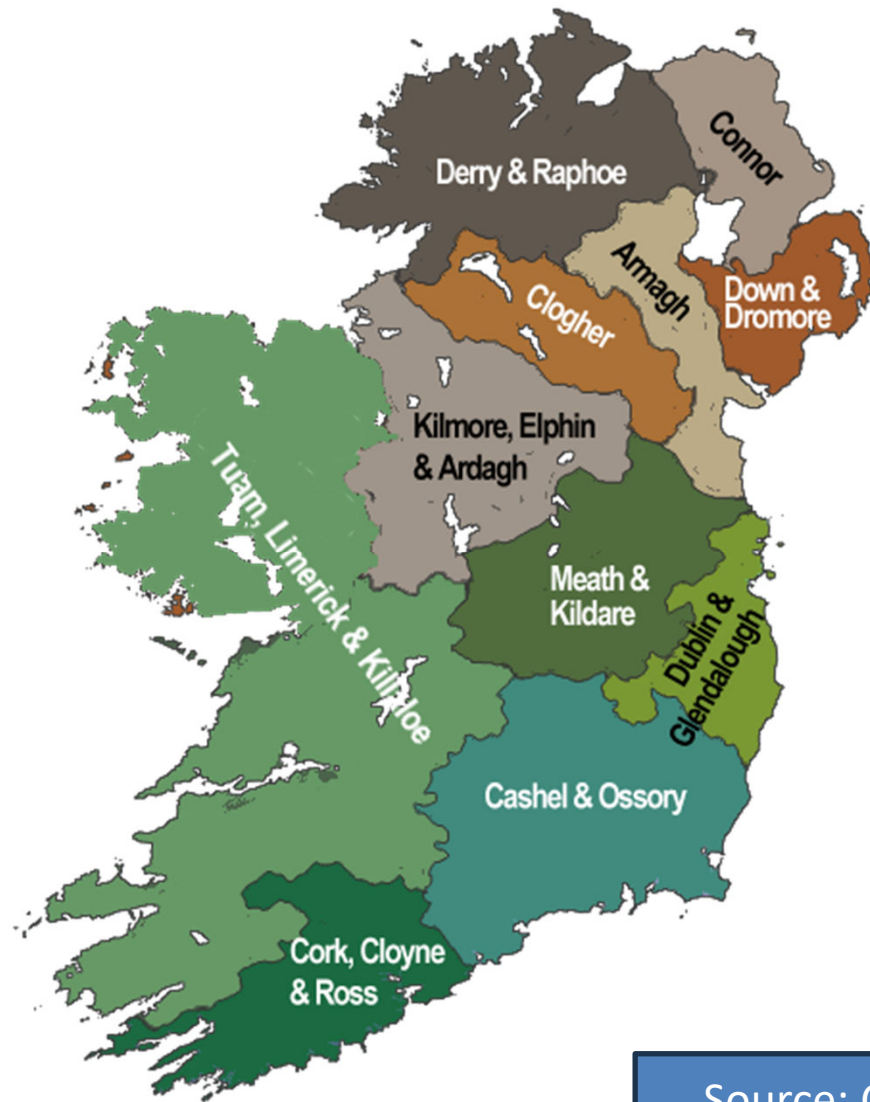 Connor
Derry & Raphoe
Armagh
Down &
Dromore
Clogher
Kilmore, Elphin
& Ardagh
Tuam, Limerick & Killaloe
Meath &
Kildare
Dublin &
Glendalough
Cashel & Ossory
Cork, Cloyne
& Ross
Source: